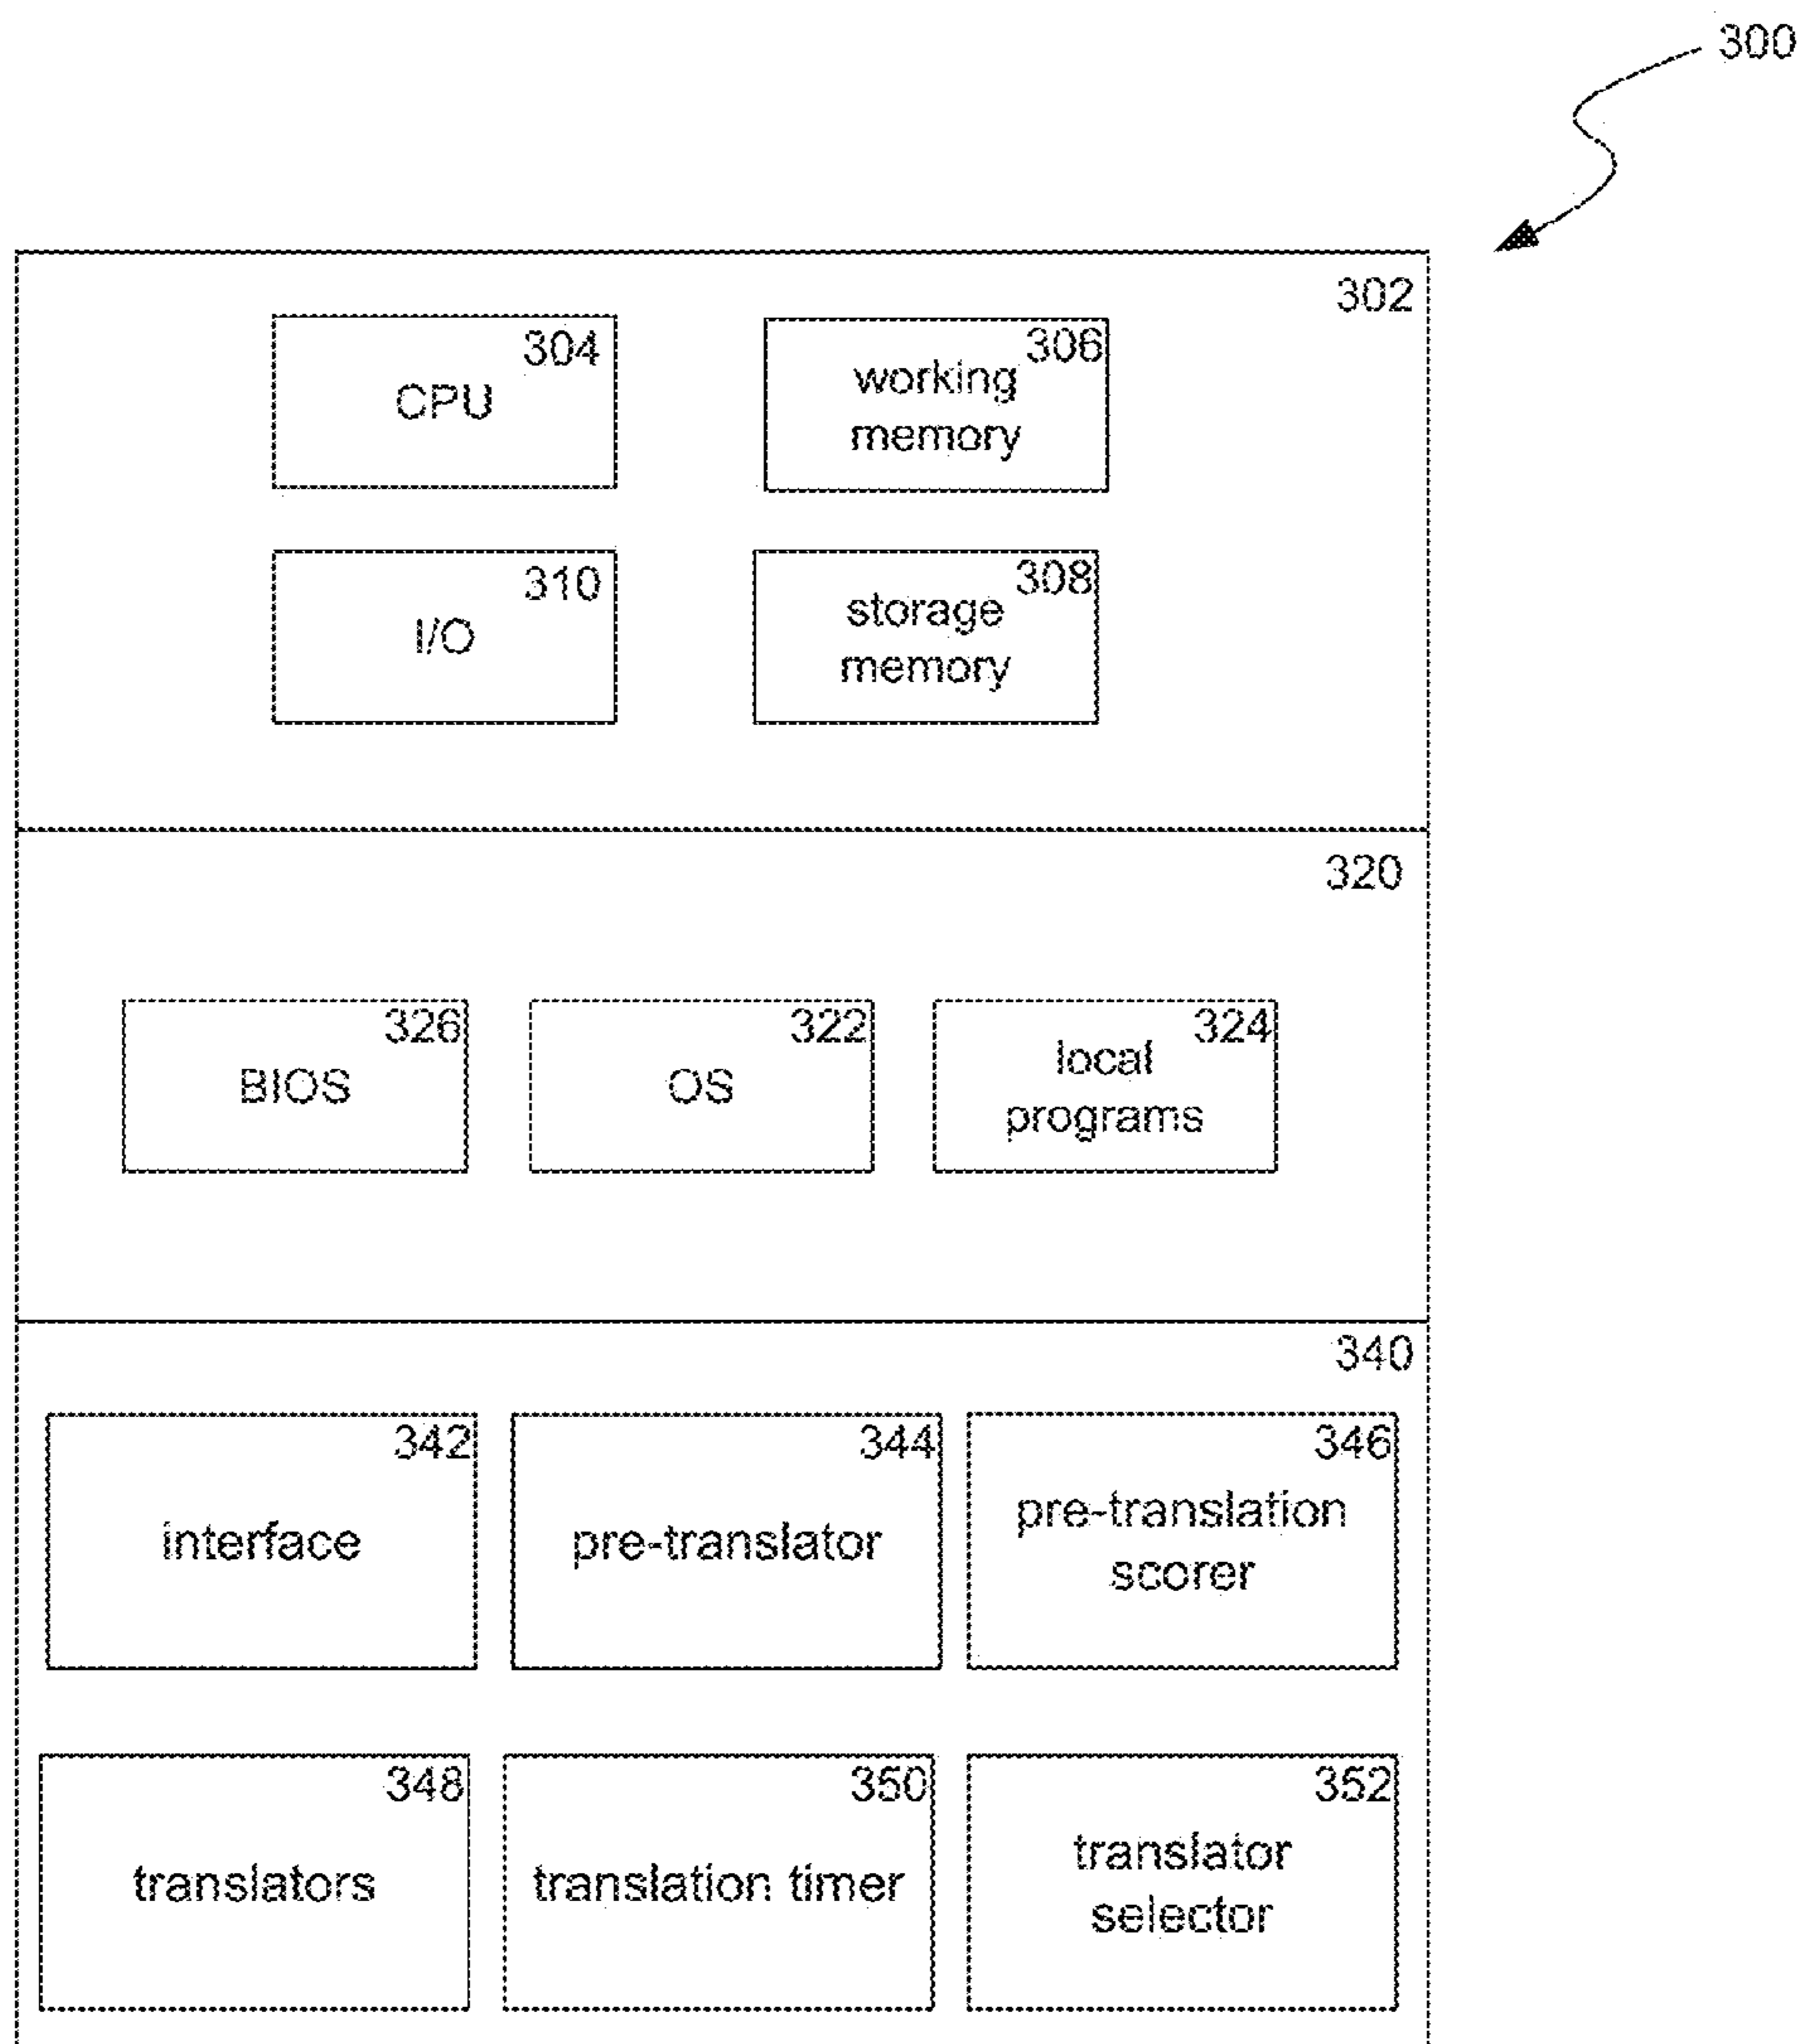 300
302
304
CPU
306
working
memory
310
I/O
308
storage
memory
320
326
BIOS
322
OS
324
local
programs
340
342
interface
344
pre-translator
346
pre-translation
scorer
348
translators
350
translation timer
352
translator
selector